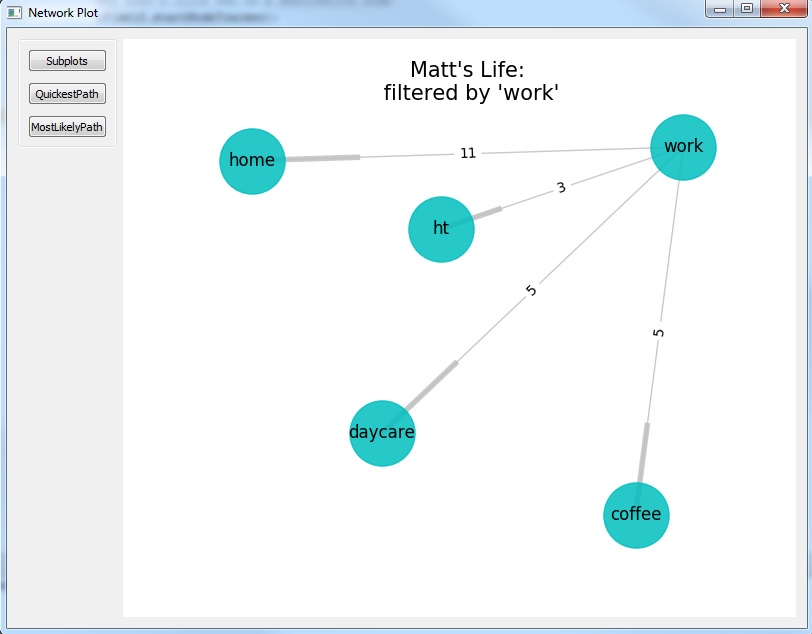 Network Plot
Subplots
QuickestPath
MostLikelyPath
Matt's Life:
filtered by 'work'
home
11
work
3
ht
5
5
daycare
coffee